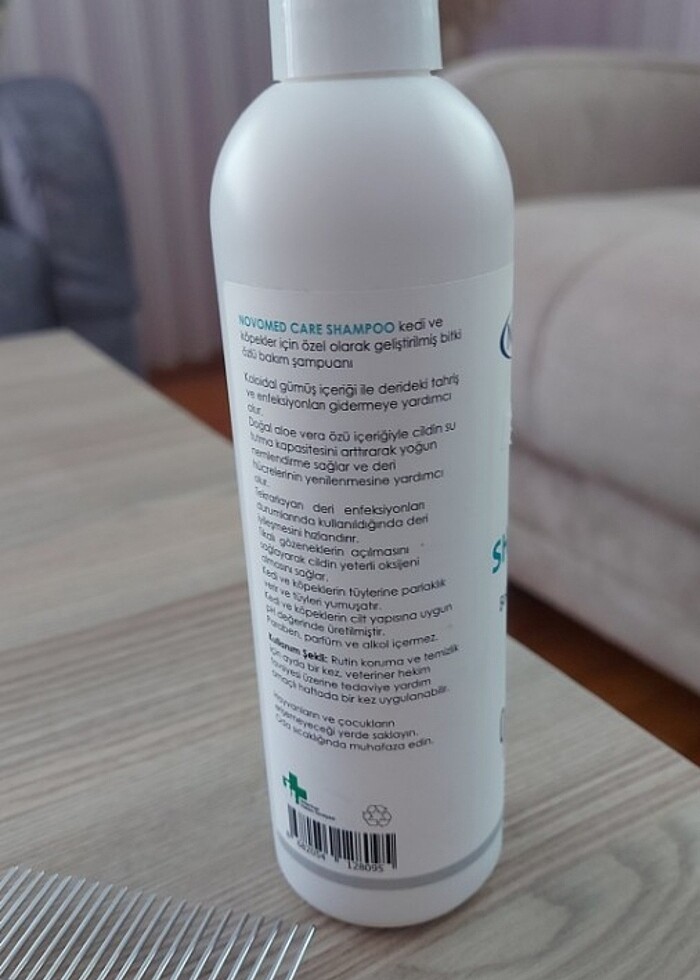 NOVOMED CARE SHAMPOO kedi ve
köpekler için özel olarak geliştirilmiş bitki
özlü bakım şampuanı
Koloidal gümüş içeriği ile derideki tahriş
ve enfeksiyonları gidermeye yardımcı
olur.
Doğal aloe vera özü içeriğiyle cildin su
tutma kapasitesini arttırarak yoğun
nemlendirme sağlar ve deri
hücrelerinin yenilenmesine yardımcı
olur.
Tekrarlayan deri enfeksiyonları
durumlarında kullanıldığında deri
iyileşmesini hızlandırır.
Tıkalı gözeneklerin açılmasını
sağlayarak cildin yeterli oksijeni
almasını sağlar.
Kedi ve köpeklerin tüylerine parlaklık
verir ve tüyleri yumuşatır.
Kedi ve köpeklerin cilt yapısına uygun
pH değerinde üretilmiştir.
Paraben, parfüm ve alkol içermez.
Kullanım Şekli: Rutin koruma ve temizlik
için ayda bir kez, veteriner hekim
tavsiyesi üzerine tedaviye yardım
amaçlı haftada bir kez uygulanabilir.
Hayvanların ve çocukların
erişemeyeceği yerde saklayın.
Oda sıcaklığında muhafaza edin.
682054 128095